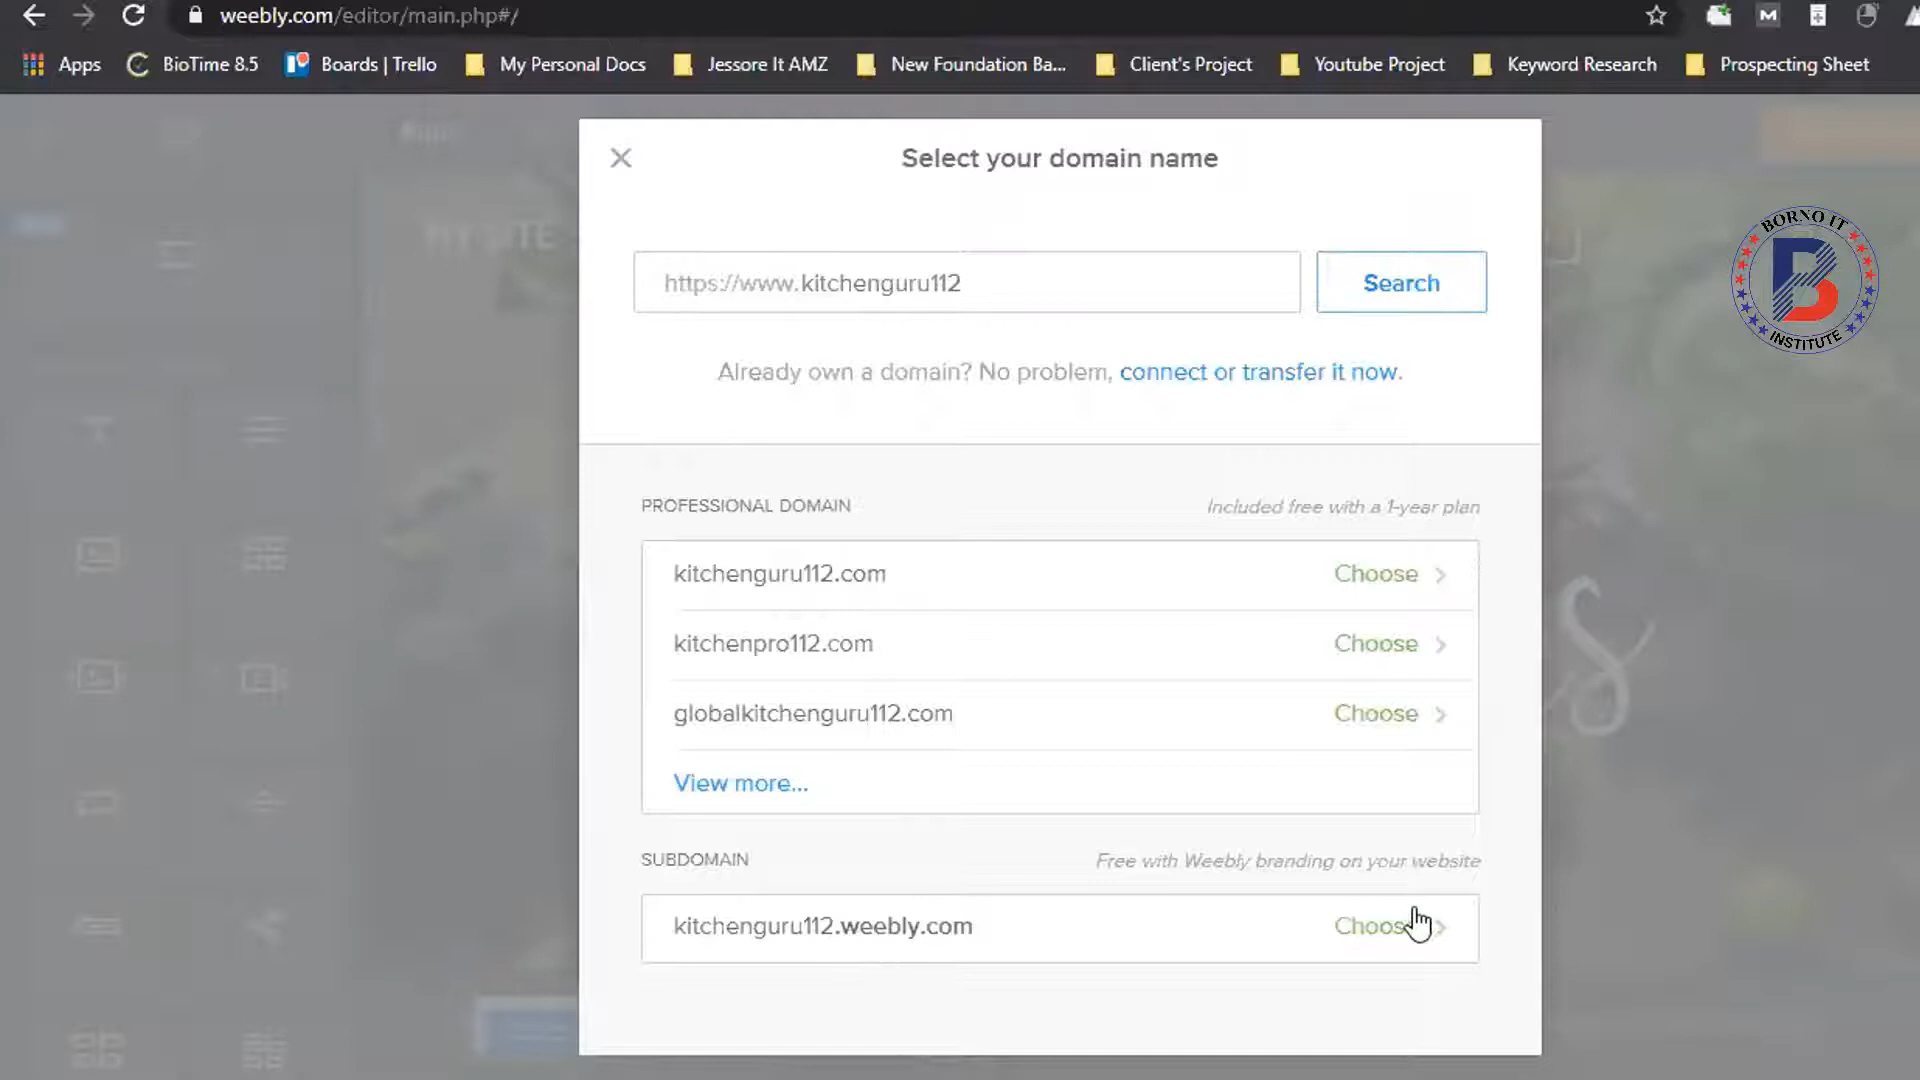 weebly.com/editor/main.php#/
Apps
BioTime 8.5
Boards | Trello
My Personal Docs
Jessore It AMZ
New Foundation Ba...
Client's Project
Youtube Project
Keyword Research
Prospecting Sheet
Select your domain name
https://www.kitchenguru112
Search
Already own a domain? No problem, connect or transfer it now.
PROFESSIONAL DOMAIN
Included free with a 1-year plan
kitchenguru112.com
Choose
kitchenpro112.com
Choose
globalkitchenguru112.com
Choose
View more...
SUBDOMAIN
Free with Weebly branding on your website
kitchenguru112.weebly.com
Choose
MY SITE
BORNO IT
B
INSTITUTE
M